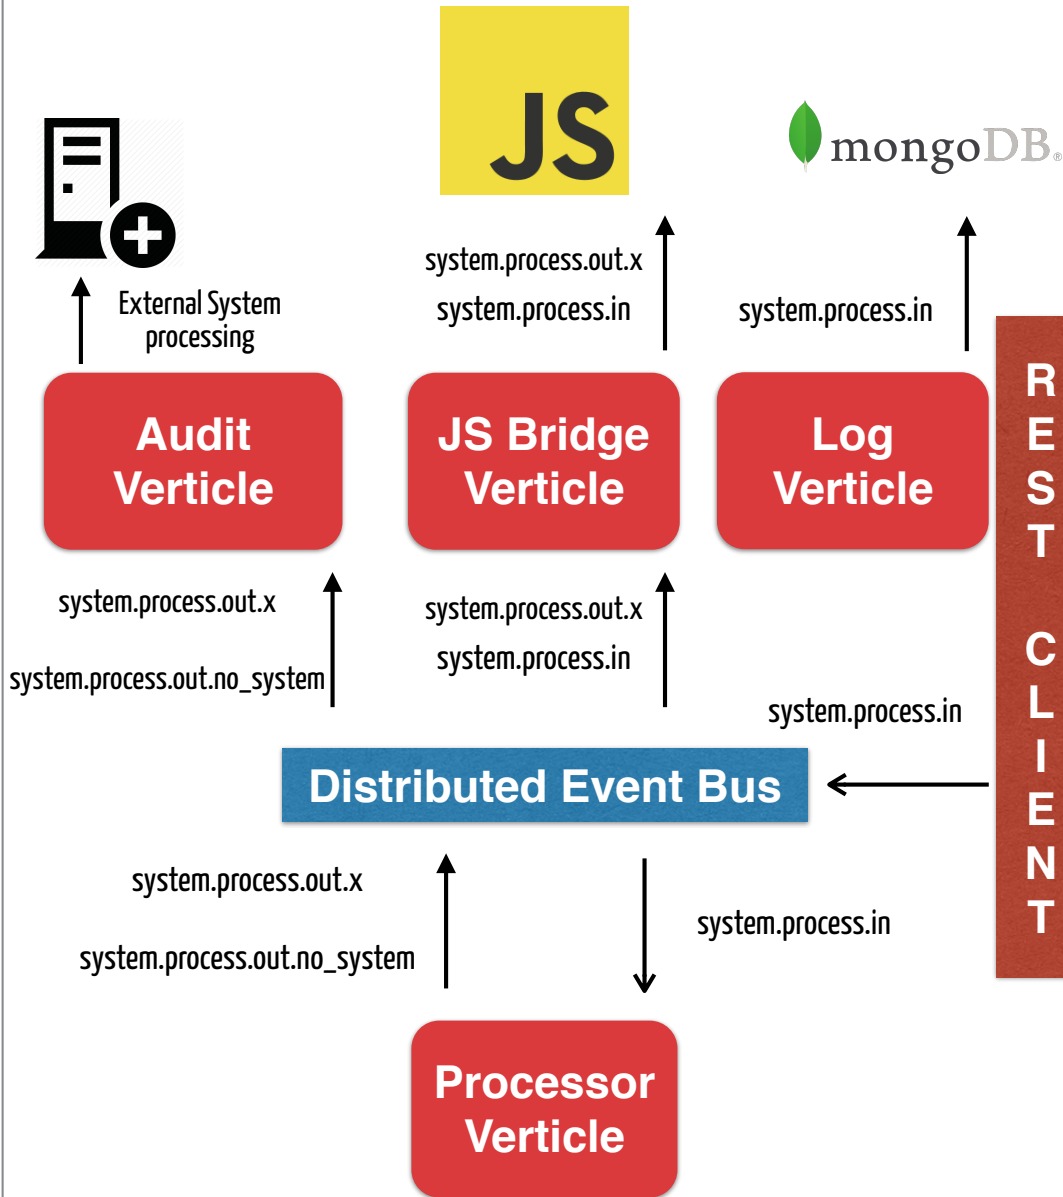 JS
mongoDB®
system.process.out.x
system.process.in
External System
processing
system.process.in
Audit
Verticle
JS Bridge
Verticle
Log
Verticle
REST CLIENT
system.process.out.x
system.process.out.no_system
system.process.out.x
system.process.in
system.process.in
Distributed Event Bus
system.process.out.x
system.process.out.no_system
system.process.in
Processor
Verticle